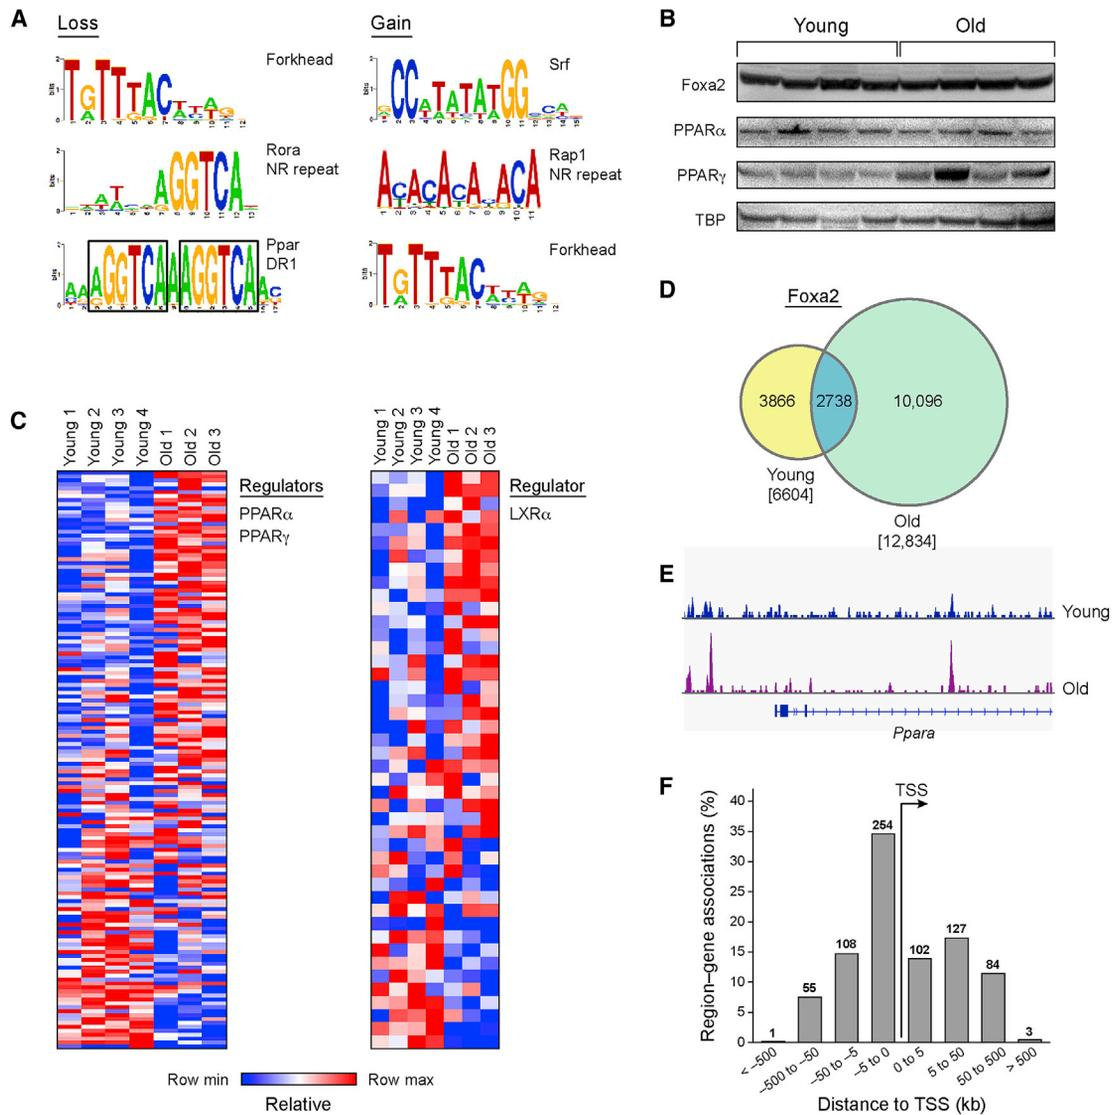 A
Loss
Gain
Forkhead
Srf
Rora
NR repeat
Rap1
NR repeat
Ppar
DR1
Forkhead
bits
B
Young
Old
Foxa2
PPARα
PPARγ
TBP
C
Young 1
Young 2
Young 3
Young 4
Old 1
Old 2
Old 3
Regulators
PPARα
PPARγ
Young 1
Young 2
Young 3
Young 4
Old 1
Old 2
Old 3
Regulator
LXRα
Row min
Row max
Relative
D
Foxa2
3866
2738
10,096
Young
[6604]
Old
[12,834]
E
Young
Old
Ppara
F
TSS
Region–gene associations (%)
40
35
30
25
20
15
10
5
0
1
55
108
254
102
127
84
3
< –500
–500 to –50
–50 to –5
–5 to 0
0 to 5
5 to 50
50 to 500
> 500
Distance to TSS (kb)